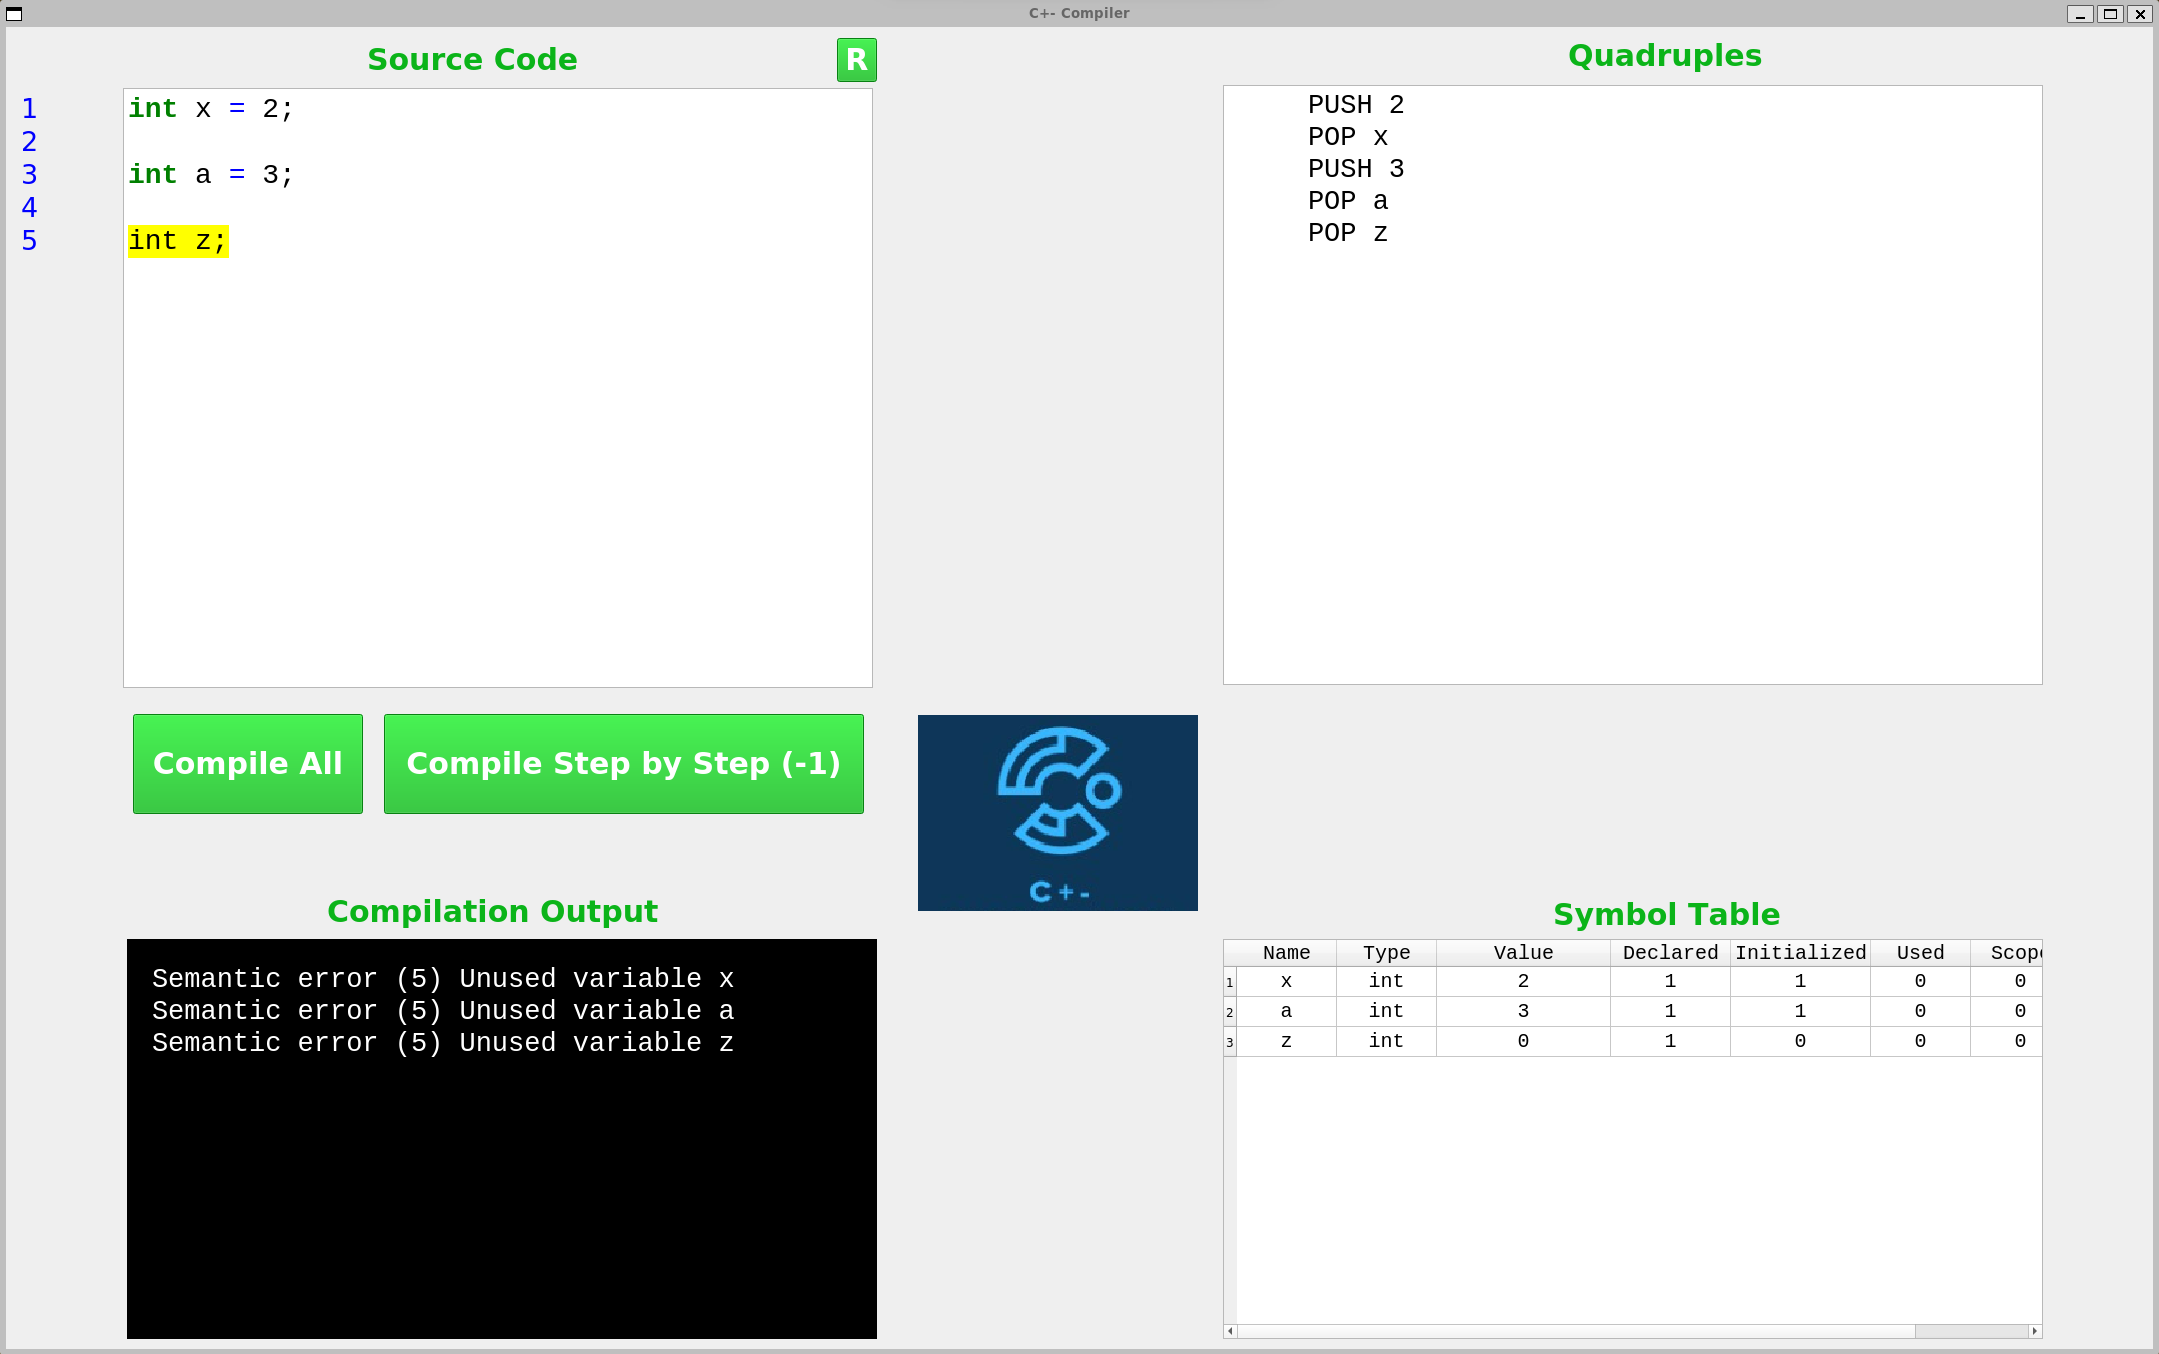 C+- Compiler
Source Code
R
1 int x = 2;
2
3 int a = 3;
4
5 int z;
Quadruples
PUSH 2
POP x
PUSH 3
POP a
POP z
Compile All
Compile Step by Step (-1)
C+-
Compilation Output
Semantic error (5) Unused variable x
Semantic error (5) Unused variable a
Semantic error (5) Unused variable z
Symbol Table
Name Type Value Declared Initialized Used Scope
1 x int 2 1 1 0 0
2 a int 3 1 1 0 0
3 z int 0 1 0 0 0